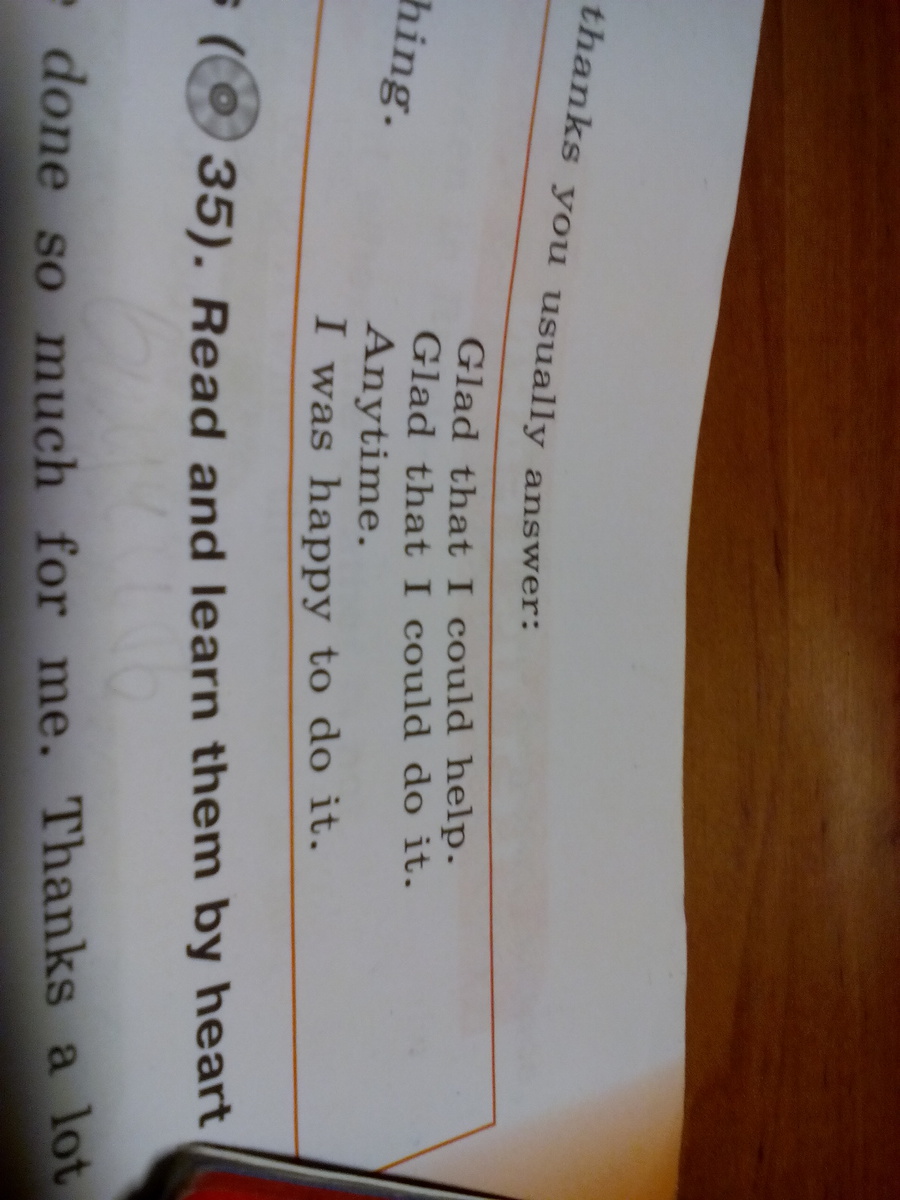 thanks you usually answer:
Glad that I could help.
Glad that I could do it.
hing. Anytime.
I was happy to do it.
35). Read and learn them by heart
done so much for me. Thanks a lot